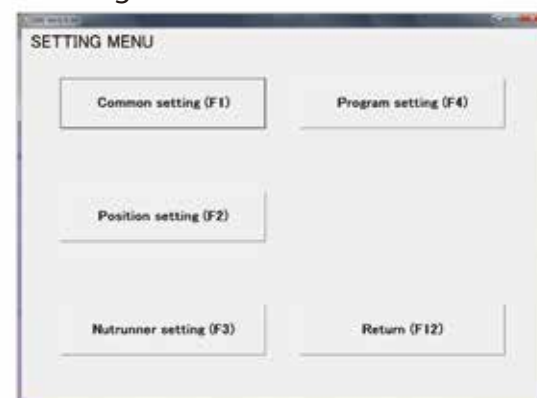 SETTING MENU
Common setting (F1)
Program setting (F4)
Position setting (F2)
Nutrunner setting (F3)
Return (F12)